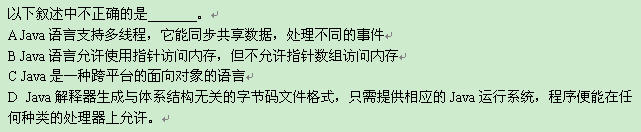 以下叙述中不正确的是_______。
A Java 语言支持多线程，它能同步共享数据，处理不同的事件
B Java 语言允许使用指针访问内存，但不允许指针数组访问内存
C Java 是一种跨平台的面向对象的语言
D Java 解释器生成与体系结构无关的字节码文件格式，只需提供相应的 Java 运行系统，程序便能在任
何种类的处理器上允许。